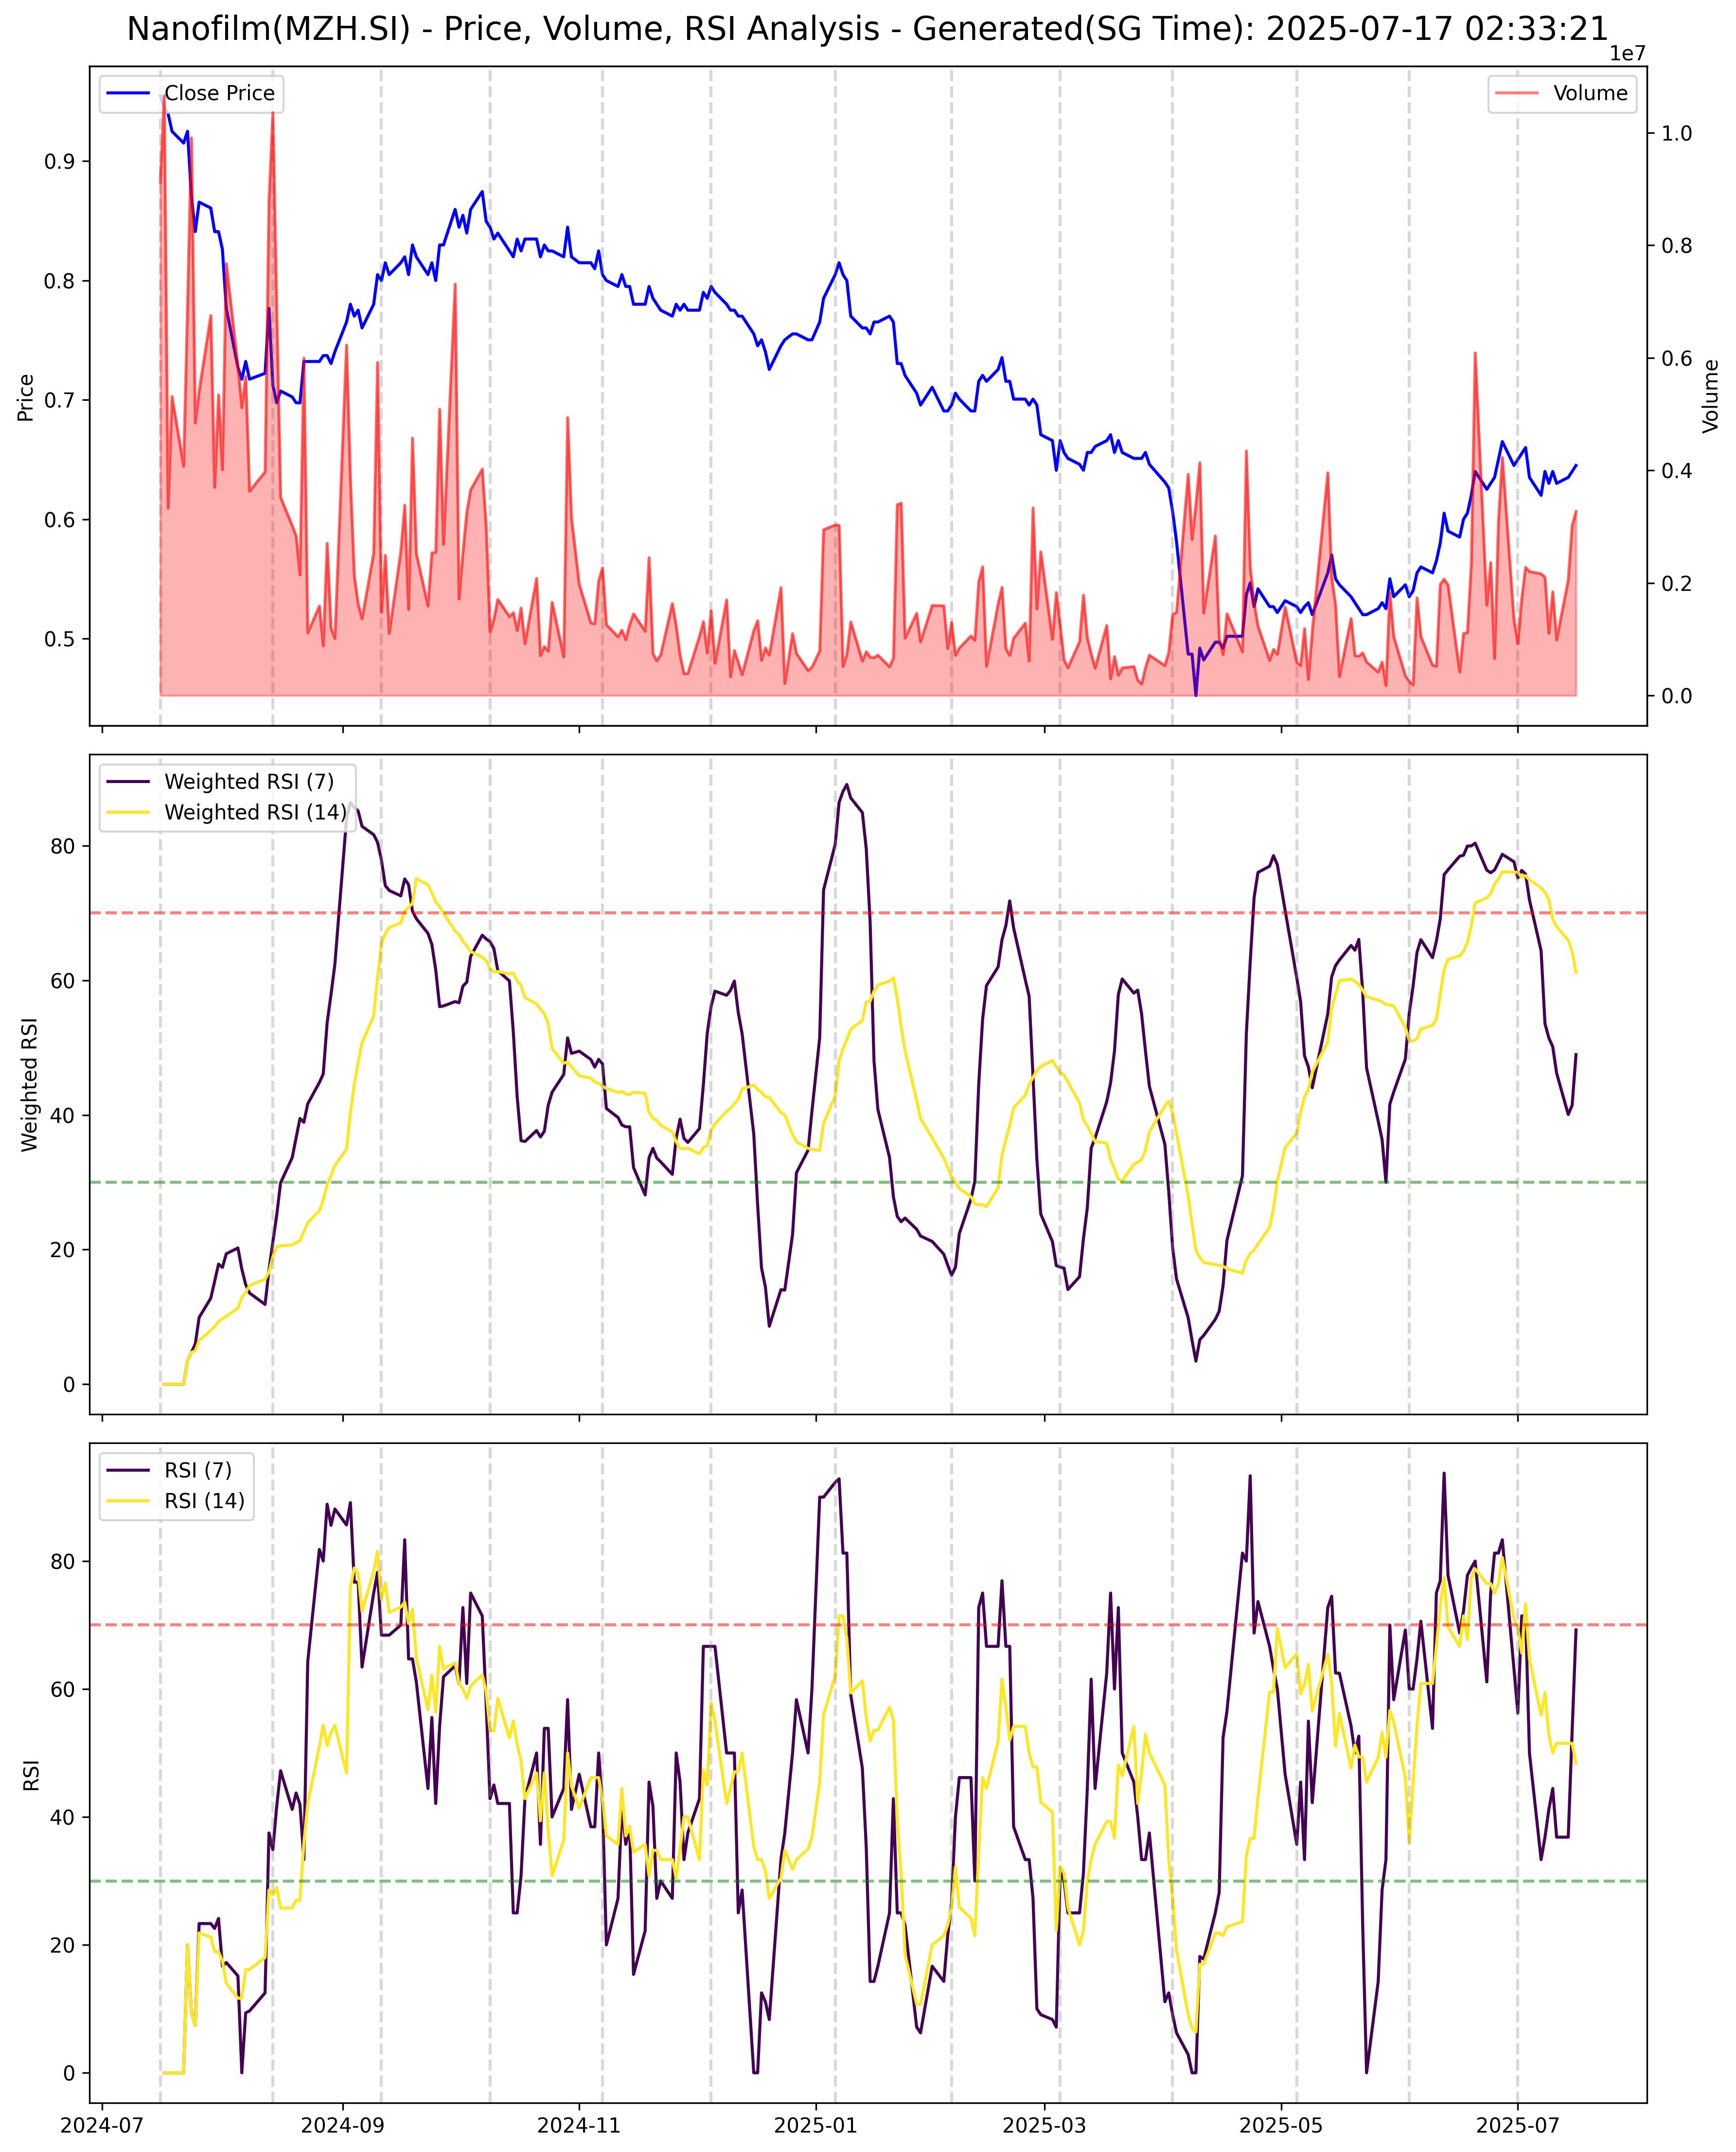 Nanofilm(MZH.SI) - Price, Volume, RSI Analysis - Generated(SG Time): 2025-07-17 02:33:21
1e7
Close Price
Volume
0.9
0.8
0.7
0.6
0.5
Price
1.0
0.8
0.6
0.4
0.2
0.0
Volume
Weighted RSI (7)
Weighted RSI (14)
80
60
40
20
0
Weighted RSI
RSI (7)
RSI (14)
80
60
40
20
0
RSI
2024-07
2024-09
2024-11
2025-01
2025-03
2025-05
2025-07